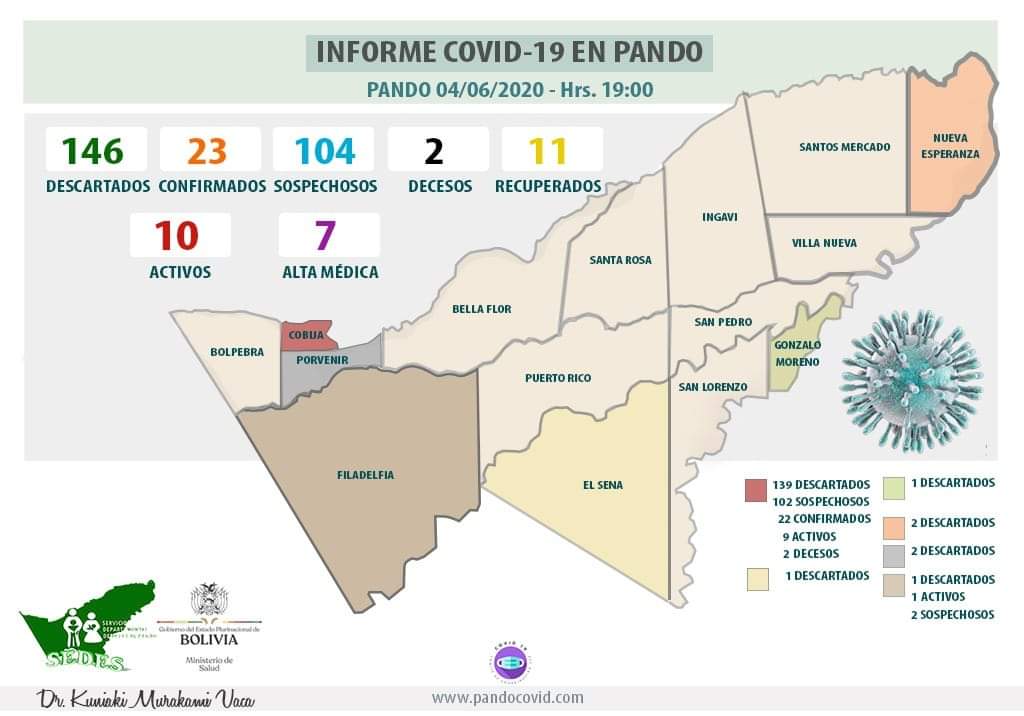 INFORME COVID-19 EN PANDO
PANDO 04/06/2020 - Hrs. 19:00
146
DESCARTADOS
23
CONFIRMADOS
104
SOSPECHOSOS
2
DECESOS
11
RECUPERADOS
10
ACTIVOS
7
ALTA MÉDICA
NUEVA
ESPERANZA
SANTOS MERCADO
INGAVI
VILLA NUEVA
SANTA ROSA
BELLA FLOR
SAN PEDRO
COBIJA
GONZALO
MORENO
BOLPEBRA
PORVENIR
PUERTO RICO
SAN LORENZO
FILADELFIA
EL SENA
139 DESCARTADOS
102 SOSPECHOSOS
22 CONFIRMADOS
9 ACTIVOS
2 DECESOS
1 DESCARTADOS
1 DESCARTADOS
2 DESCARTADOS
2 DESCARTADOS
1 DESCARTADOS
1 ACTIVOS
2 SOSPECHOSOS
SERVICIO
DEPARTAMENTAL
SEDES
Gobierno del Estado Plurinacional de
BOLIVIA
Ministerio de
Salud
COVID 19
Dr. Kuniaki Murakami Vaca
www.pandocovid.com